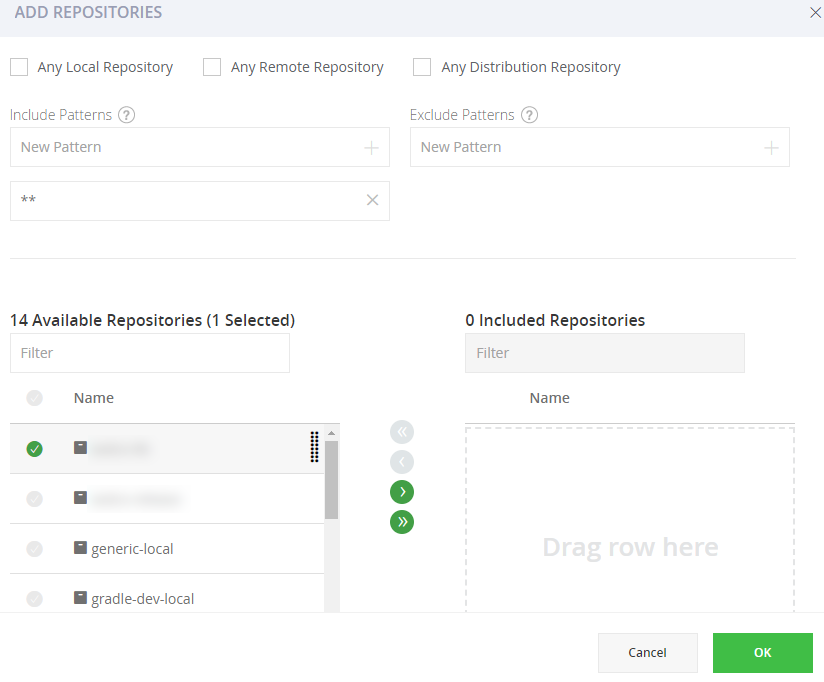 ADD REPOSITORIES
Any Local Repository Any Remote Repository Any Distribution Repository
Include Patterns ? Exclude Patterns ?
New Pattern New Pattern
**
14 Available Repositories (1 Selected) 0 Included Repositories
Filter Filter
Name Name
generic-local
Drag row here
gradle-dev-local
Cancel OK